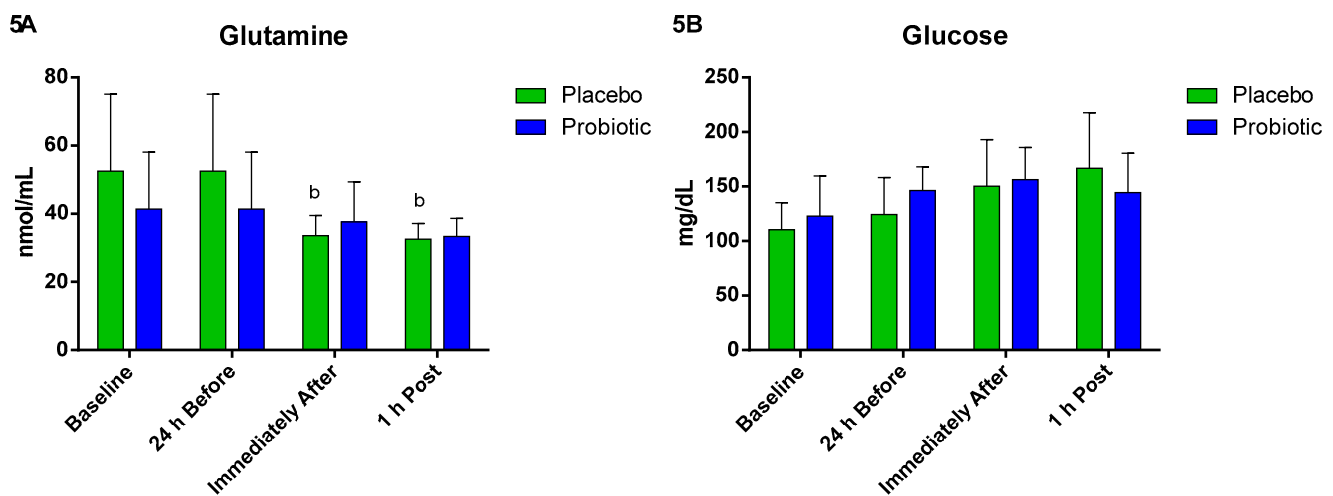 5A
Glutamine
80
60
40
20
0
nmol/mL
b
b
Baseline
24 h Before
Immediately After
1 h Post
Placebo
Probiotic
5B
Glucose
250
200
150
100
50
0
mg/dL
Baseline
24 h Before
Immediately After
1 h Post
Placebo
Probiotic